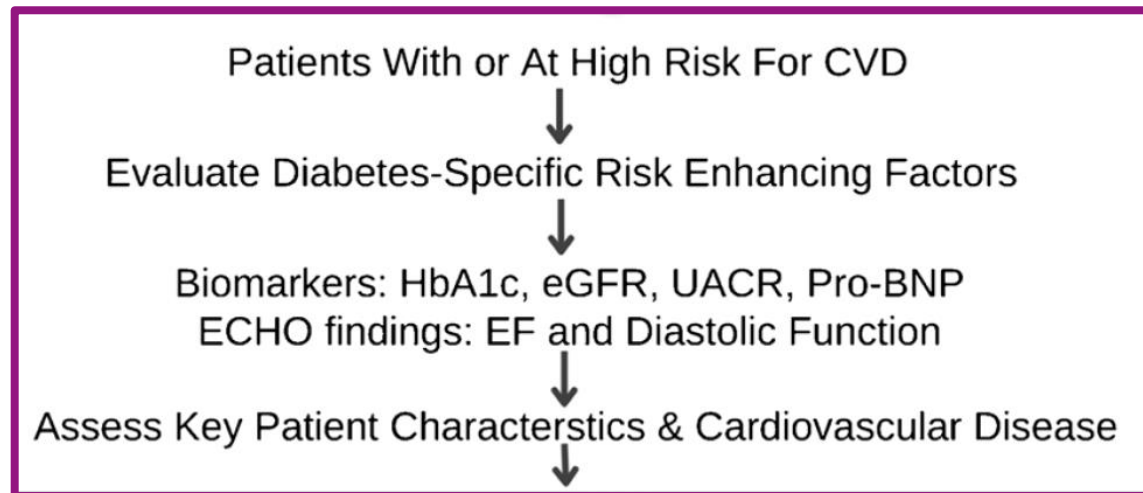 Patients With or At High Risk For CVD
Evaluate Diabetes-Specific Risk Enhancing Factors
Biomarkers: HbA1c, eGFR, UACR, Pro-BNP
ECHO findings: EF and Diastolic Function
Assess Key Patient Characterstics & Cardiovascular Disease